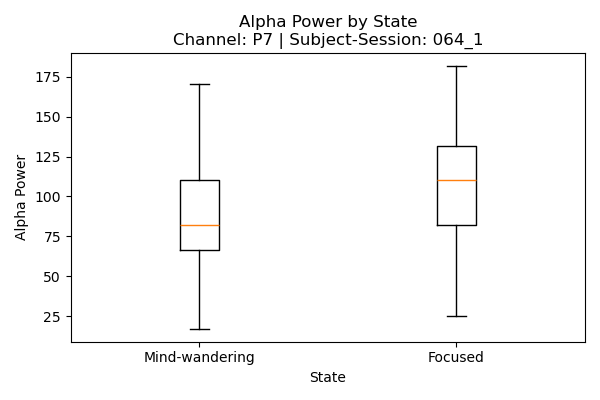 Alpha Power by State
Channel: P7 | Subject-Session: 064_1
175
150
125
100
75
50
25
Alpha Power
Mind-wandering
Focused
State